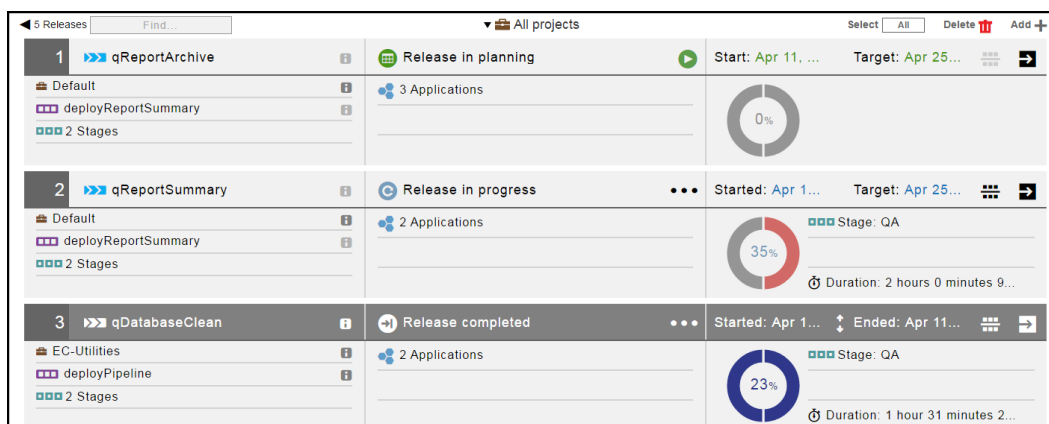 5 Releases Find... All projects Select All Delete Add
1 qReportArchive Release in planning Start: Apr 11, ... Target: Apr 25...
Default 3 Applications
deployReportSummary
2 Stages
0%
2 qReportSummary Release in progress Started: Apr 1... Target: Apr 25...
Default 2 Applications Stage: QA
deployReportSummary
35%
2 Stages
Duration: 2 hours 0 minutes 9...
3 qDatabaseClean Release completed Started: Apr 1... Ended: Apr 11...
EC-Utilities 2 Applications Stage: QA
deployPipeline
23%
2 Stages
Duration: 1 hour 31 minutes 2...